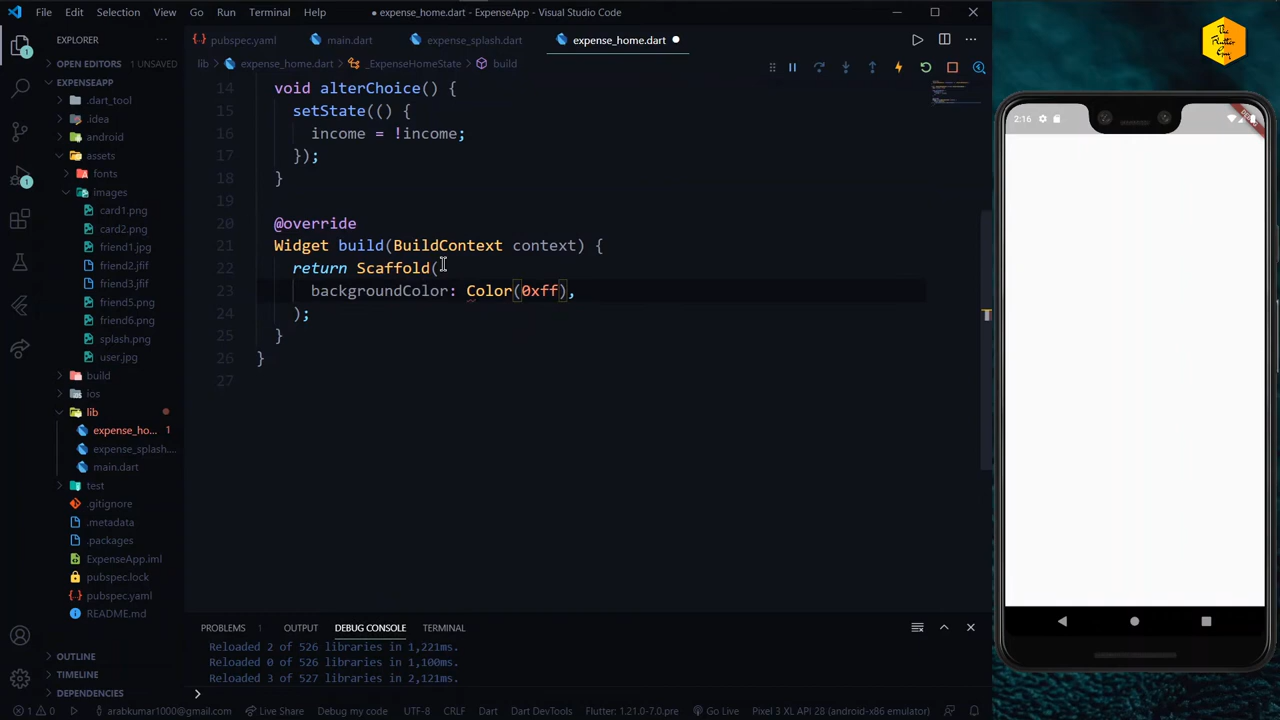 File Edit Selection View Go Run Terminal Help
● expense_home.dart - ExpenseApp - Visual Studio Code
The Flutter Guy
EXPLORER
pubspec.yaml main.dart expense_splash.dart expense_home.dart
OPEN EDITORS 1 UNSAVED
lib > expense_home.dart > _ExpenseHomeState > build
EXPENSEAPP
.dart_tool
.idea
android
assets
fonts
images
card1.png
card2.png
friend1.jpg
friend2.jfif
friend3.jfif
friend5.png
friend6.png
splash.png
user.jpg
build
ios
lib
expense_ho... 1
expense_splash....
main.dart
test
.gitignore
.metadata
.packages
ExpenseApp.iml
pubspec.lock
pubspec.yaml
README.md
OUTLINE
TIMELINE
DEPENDENCIES
14 void alterChoice() {
15 setState(() {
16 income = !income;
17 });
18 }
19
20 @override
21 Widget build(BuildContext context) {
22 return Scaffold(
23 backgroundColor: Color(0xff),
24 );
25 }
26 }
27
PROBLEMS 1 OUTPUT DEBUG CONSOLE TERMINAL
Reloaded 2 of 526 libraries in 1,221ms.
Reloaded 0 of 526 libraries in 1,100ms.
Reloaded 3 of 527 libraries in 2,121ms.
>
1 0 arabkumar1000@gmail.com Live Share Debug my code UTF-8 CRLF Dart Dart DevTools Flutter: 1.21.0-7.0.pre Go Live Pixel 3 XL API 28 (android-x86 emulator)
2:16